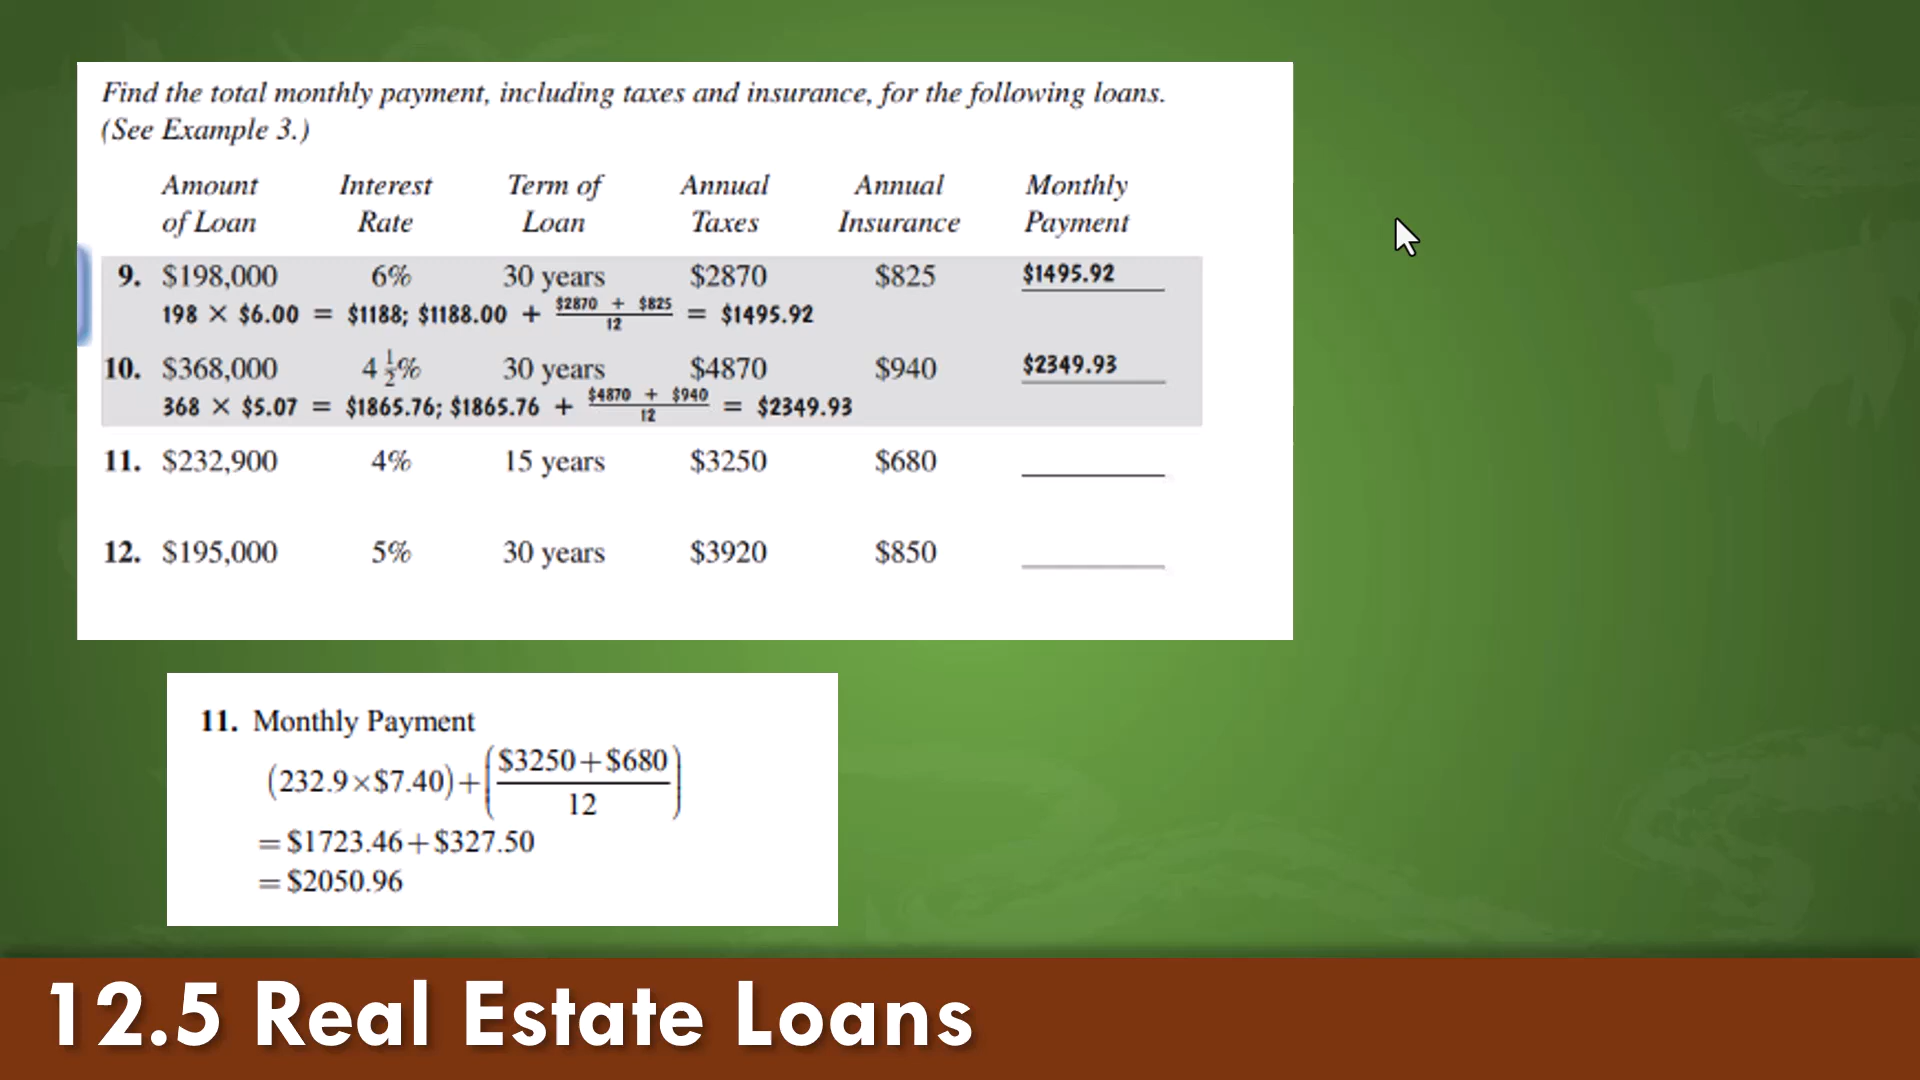 Find the total monthly payment, including taxes and insurance, for the following loans.
(See Example 3.)
Amount of Loan Interest Rate Term of Loan Annual Taxes Annual Insurance Monthly Payment
9. $198,000 6% 30 years $2870 $825 $1495.92
198 × $6.00 = $1188; $1188.00 + $2870 + $825 / 12 = $1495.92
10. $368,000 4 1/2% 30 years $4870 $940 $2349.93
368 × $5.07 = $1865.76; $1865.76 + $4870 + $940 / 12 = $2349.93
11. $232,900 4% 15 years $3250 $680
12. $195,000 5% 30 years $3920 $850
11. Monthly Payment
(232.9×$7.40)+($3250+$680 / 12)
=$1723.46+$327.50
=$2050.96
12.5 Real Estate Loans